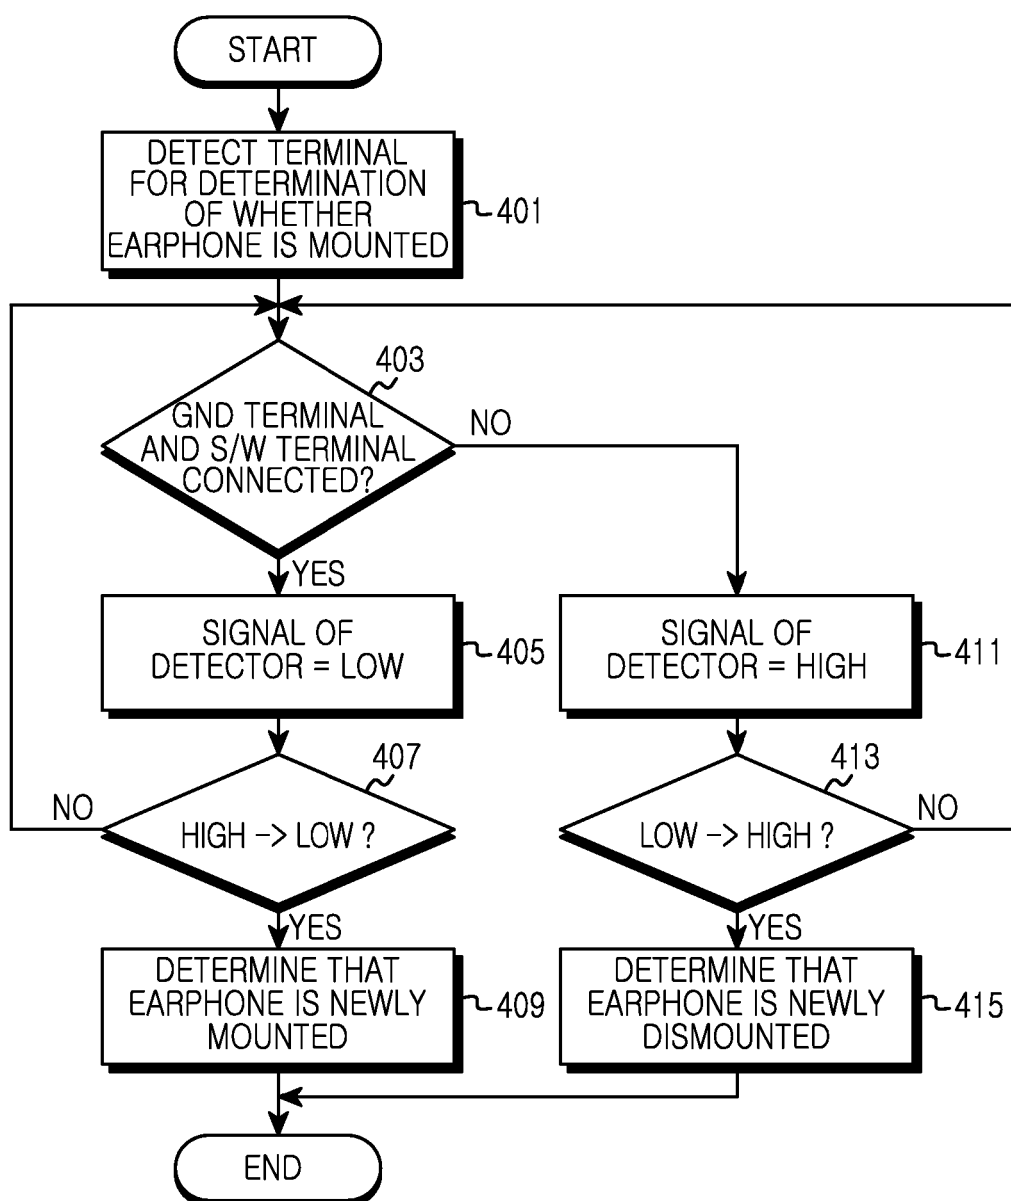 START
DETECT TERMINAL
FOR DETERMINATION
OF WHETHER
EARPHONE IS MOUNTED
401
403
GND TERMINAL
AND S/W TERMINAL
CONNECTED?
NO
YES
SIGNAL OF
DETECTOR = LOW
405
SIGNAL OF
DETECTOR = HIGH
411
407
HIGH -> LOW ?
NO
413
LOW -> HIGH ?
NO
YES
YES
DETERMINE THAT
EARPHONE IS NEWLY
MOUNTED
409
DETERMINE THAT
EARPHONE IS NEWLY
DISMOUNTED
415
END